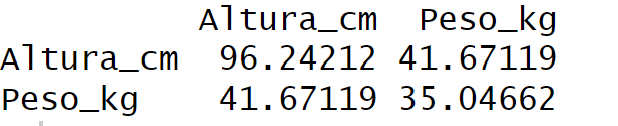 Altura_cm Peso_kg
Altura_cm 96.24212 41.67119
Peso_kg 41.67119 35.04662